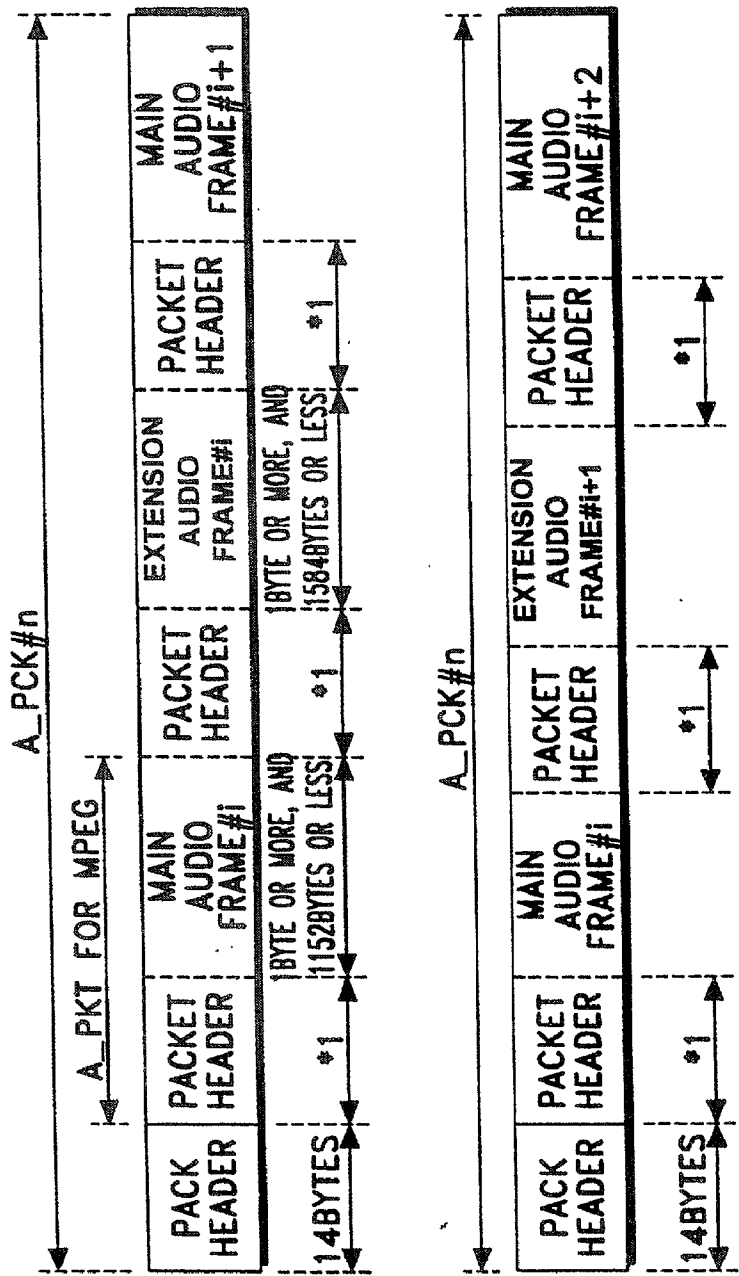 A_PCK#n
A_PKT FOR MPEG
PACK
HEADER
PACKET
HEADER
MAIN
AUDIO
FRAME#i
PACKET
HEADER
EXTENSION
AUDIO
FRAME#i
PACKET
HEADER
MAIN
AUDIO
FRAME#i+1
14BYTES
*1
1BYTE OR MORE, AND
1152BYTES OR LESS
*1
1BYTE OR MORE, AND
1584BYTES OR LESS
*1
A_PCK#n
PACK
HEADER
PACKET
HEADER
MAIN
AUDIO
FRAME#i
PACKET
HEADER
EXTENSION
AUDIO
FRAME#i+1
PACKET
HEADER
MAIN
AUDIO
FRAME#i+2
14BYTES
*1
*1
*1